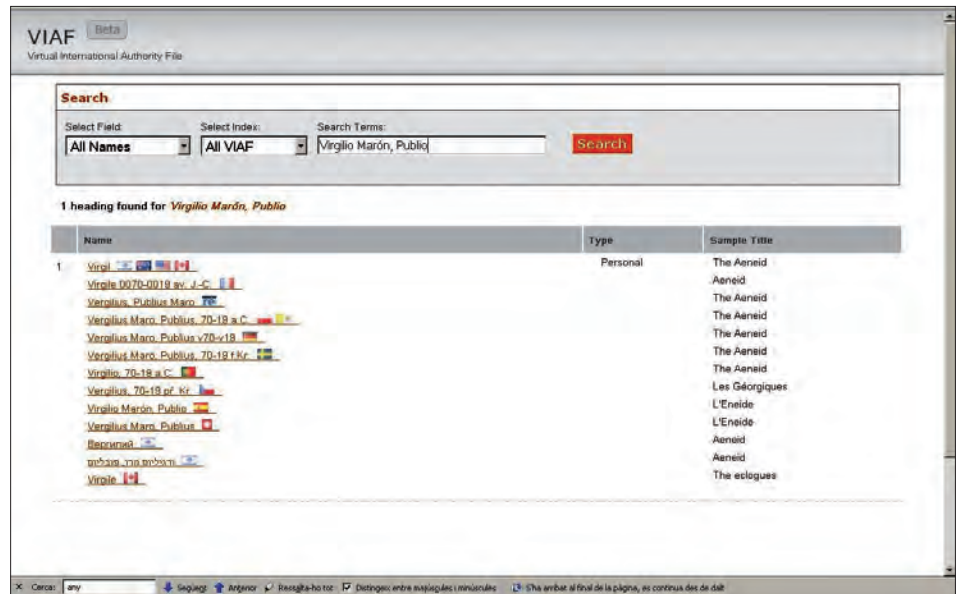 VIAF Beta
Virtual International Authority File
Search
Select Field: Select Index: Search Terms:
All Names All VIAF Virgilio Marón, Publio Search
1 heading found for Virgilio Marón, Publio
Name Type Sample Title
1 Virgil Personal The Aeneid
Virgile 0070-0019 av. J.-C. Aeneid
Vergilius, Publius Maro The Aeneid
Vergilius Maro, Publius, 70-19 a.C. The Aeneid
Vergilius Maro, Publius v70-v19 The Aeneid
Vergilius Maro, Publius, 70-19 f.Kr. The Aeneid
Virgílio, 70-19 a.C. The Aeneid
Vergilius, 70-19 př. Kr. Les Géorgiques
Virgilio Marón, Publio L'Eneide
Vergilius Maro, Publius L'Eneide
Вергилий Aeneid
Aeneid
Virgile The eclogues
Cerca: any Següent Anterior Ressalta-ho tot Distingeix entre majúscules i minúscules S'ha arribat al final de la pàgina, es continua des de dalt